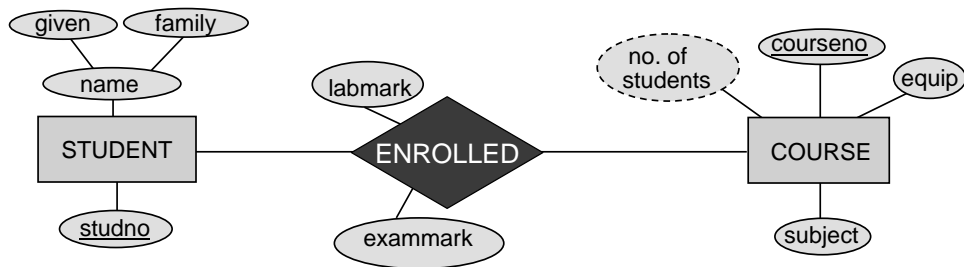 given
family
name
STUDENT
studno
labmark
ENROLLED
exammark
no. of
students
courseno
equip
COURSE
subject